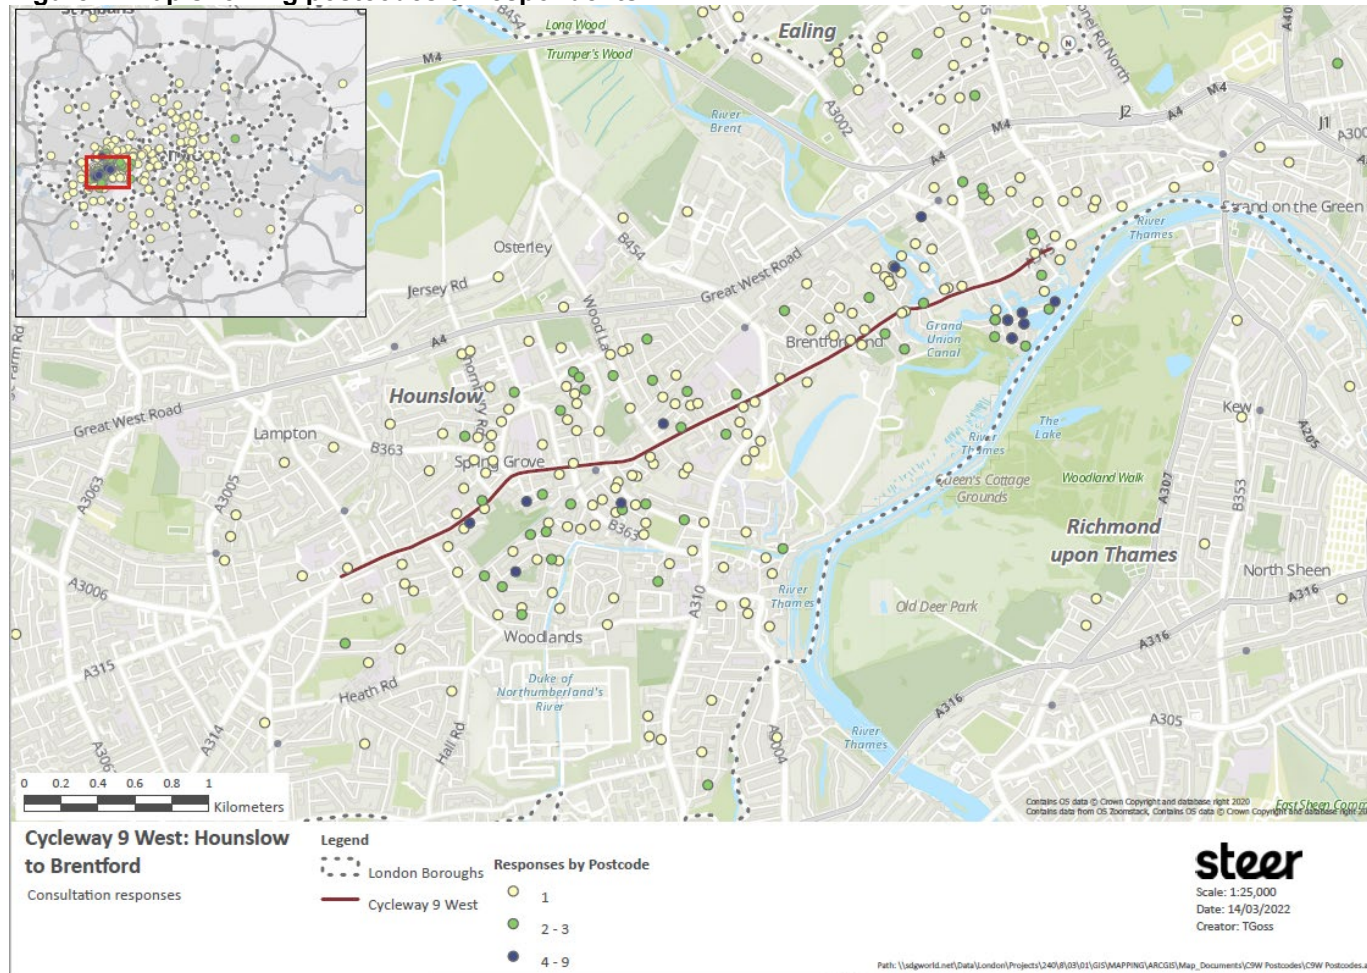 B454
Lona Wood
Trumper's Wood
Ealing
M4
A3002
River
Brent
N
M4
J2
A4
M4
J1
A4
Strand on the Green
River
Thames
Osterley
B454
Jersey Rd
Great West Road
A4
Grand
Union
Canal
Hounslow
Great West Road
Lampton
B363
Spring Grove
A3063
A3005
The
Lake
River
Thames
Kew
A205
Woodland Walk
Queen's Cottage
Grounds
A307
B353
Richmond
upon Thames
B363
North Sheen
A316
A3006
A310
River
Thames
Old Deer Park
Woodlands
A316
A315
Heath Rd
Duke of
Northumberland's
River
A316
A305
A314
Hall Rd
River
Thames
0 0.2 0.4 0.6 0.8 1
Kilometers
Contains OS data © Crown Copyright and database right 2020
Cycleway 9 West: Hounslow
to Brentford
Consultation responses
Legend
London Boroughs
Cycleway 9 West
Responses by Postcode
1
2 - 3
4 - 9
steer
Scale: 1:25,000
Date: 14/03/2022
Creator: TGoss